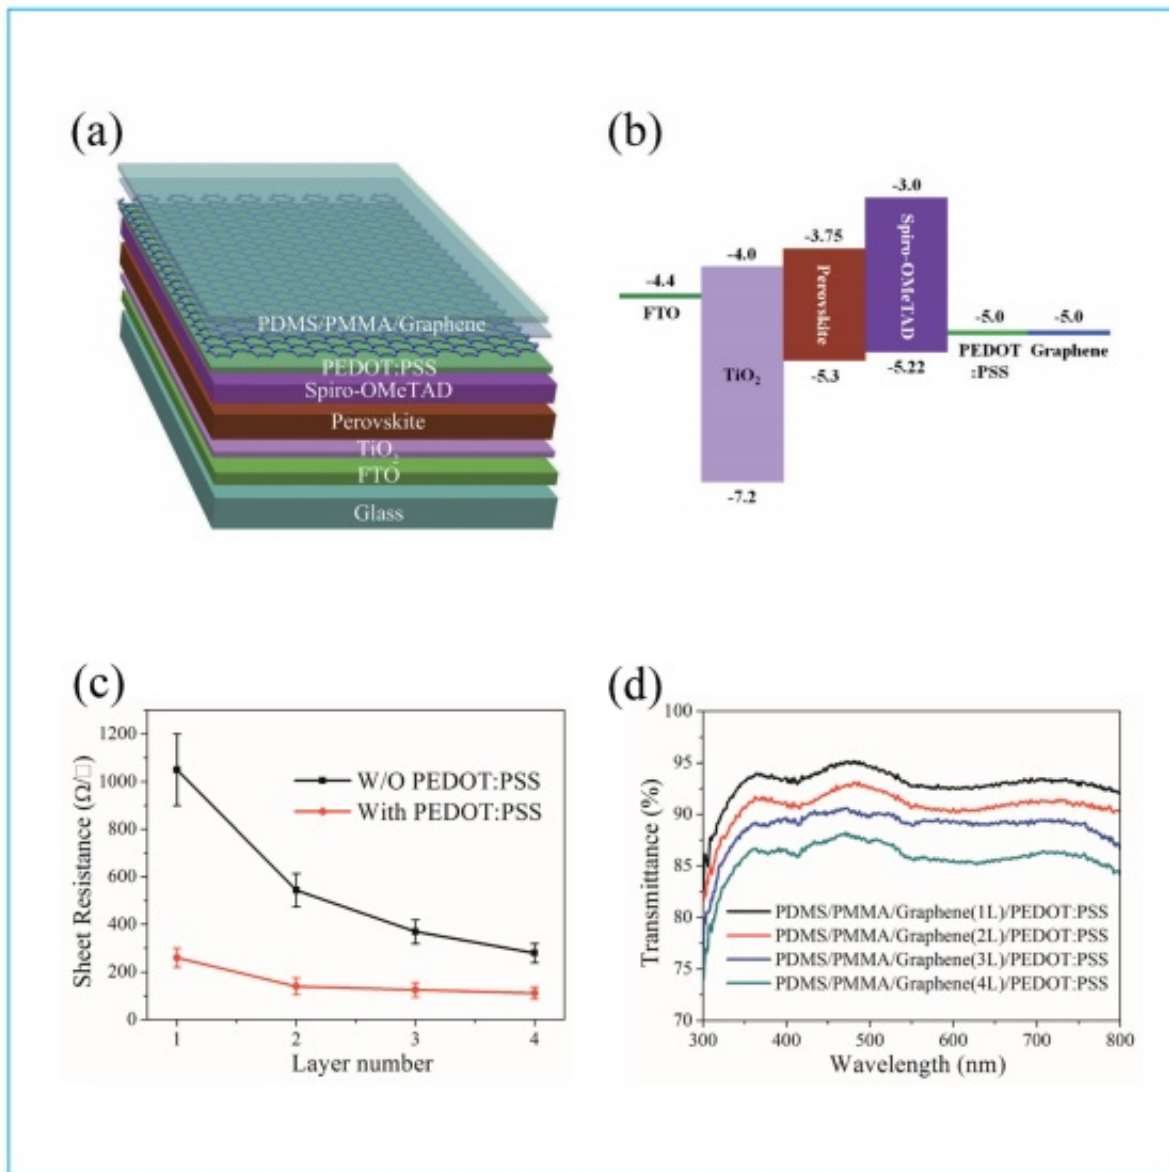 (a)
PDMS/PMMA/Graphene
PEDOT:PSS
Spiro-OMeTAD
Perovskite
TiO₂
FTO
Glass
(b)
-3.0
-3.75
-4.0
-4.4
FTO
TiO₂
Perovskite
Spiro-OMeTAD
-5.0
-5.0
PEDOT
:PSS
Graphene
-5.22
-5.3
-7.2
(c)
Sheet Resistance (Ω/□)
1200
1000
800
600
400
200
0
W/O PEDOT:PSS
With PEDOT:PSS
1 2 3 4
Layer number
(d)
Transmittance (%)
100
95
90
85
80
75
70
PDMS/PMMA/Graphene(1L)/PEDOT:PSS
PDMS/PMMA/Graphene(2L)/PEDOT:PSS
PDMS/PMMA/Graphene(3L)/PEDOT:PSS
PDMS/PMMA/Graphene(4L)/PEDOT:PSS
300 400 500 600 700 800
Wavelength (nm)